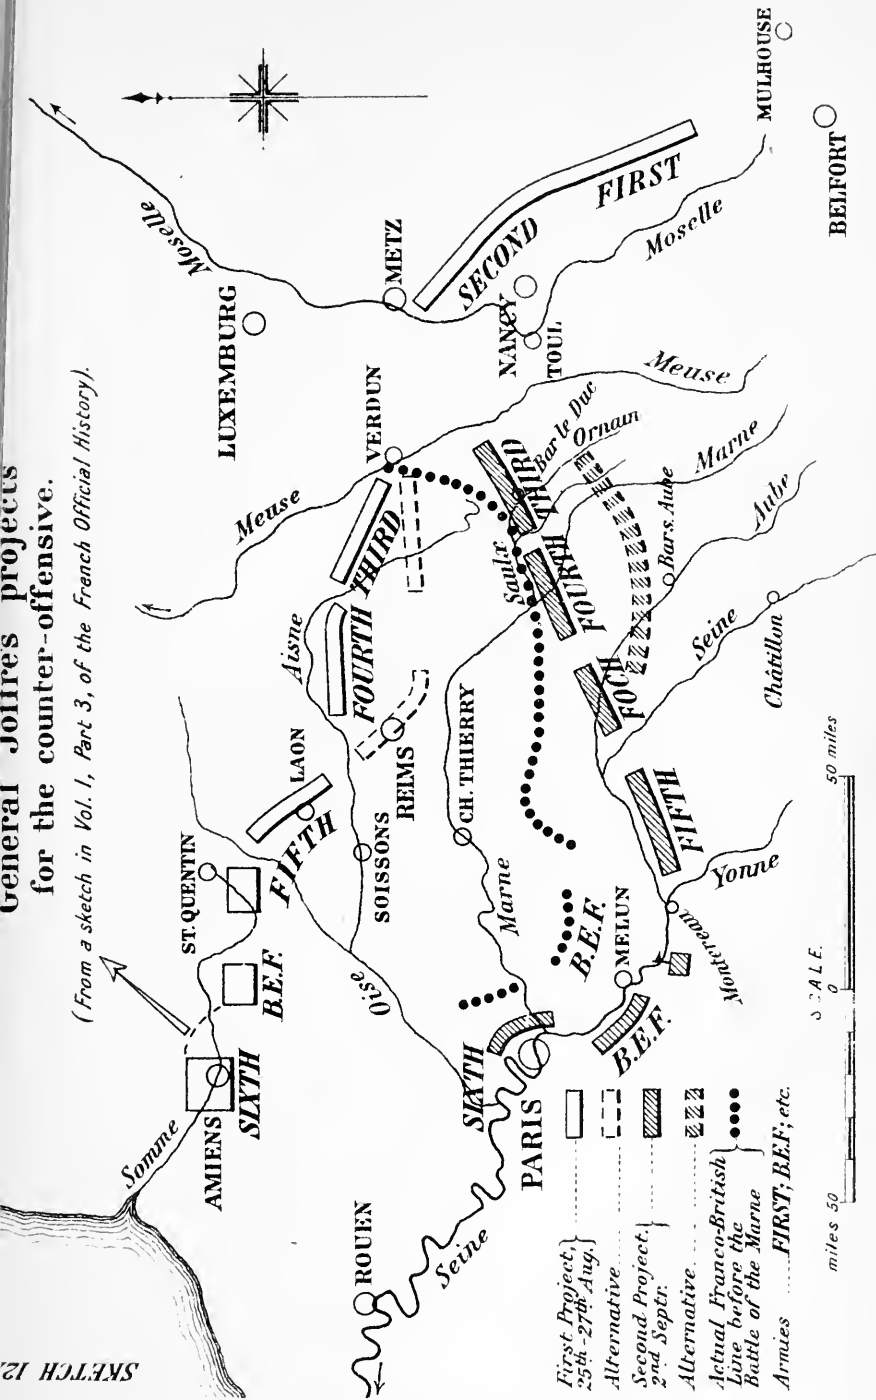 SKETCH 12.
General Joffre's projects
for the counter-offensive.
(From a sketch in Vol. 1, Part 3, of the French Official History).
Somme
AMIENS
SIXTH
B.E.F.
ST. QUENTIN
FIFTH
LAON
Aisne
FOURTH
THIRD
Meuse
VERDUN
LUXEMBURG
Moselle
METZ
SECOND
FIRST
NANCY
TOUL
Moselle
MULHOUSE
BELFORT
ROUEN
Seine
Oise
SOISSONS
REIMS
CH. THIERRY
Marne
SIXTH
PARIS
B.E.F.
B.E.F.
MELUN
Montereau
Yonne
FIFTH
FOCH
FOURTH
THIRD
Saulx
Bar le Duc
Ornain
Meuse
Marne
Bar s. Aube
Aube
Seine
Châtillon
First Project,
25th-27th Aug.
Alternative
Second Project,
2nd Septr.
Alternative
Actual Franco-British
Line before the
Battle of the Marne
Armies FIRST; B.E.F; etc.
SCALE.
miles 50 0 50 miles